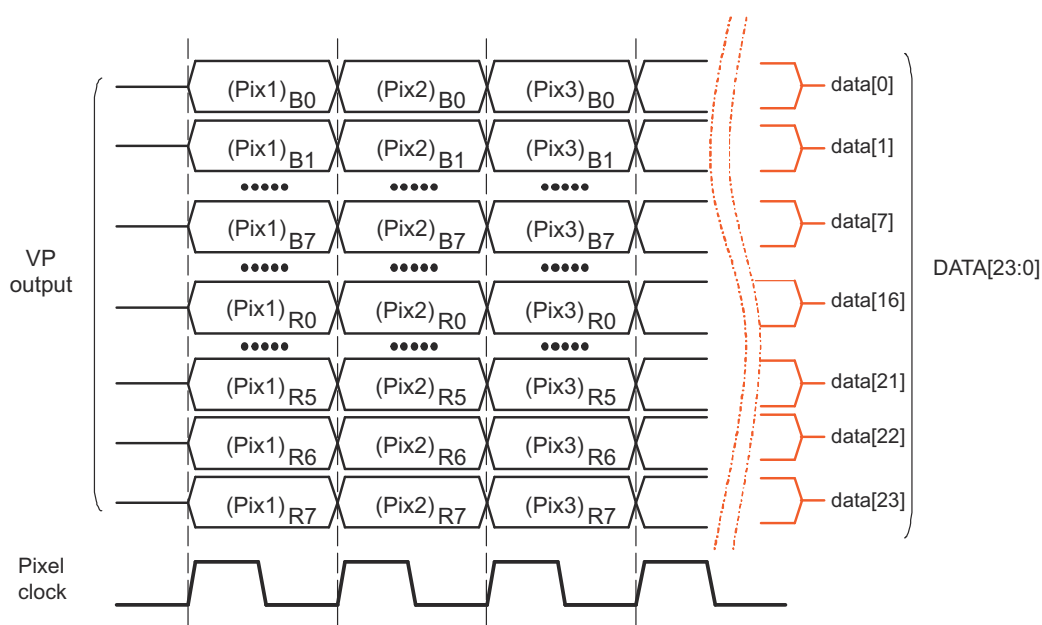 (Pix1)B0 (Pix2)B0 (Pix3)B0 data[0]
(Pix1)B1 (Pix2)B1 (Pix3)B1 data[1]
(Pix1)B7 (Pix2)B7 (Pix3)B7 data[7]
VP
output
DATA[23:0]
(Pix1)R0 (Pix2)R0 (Pix3)R0 data[16]
(Pix1)R5 (Pix2)R5 (Pix3)R5 data[21]
(Pix1)R6 (Pix2)R6 (Pix3)R6 data[22]
(Pix1)R7 (Pix2)R7 (Pix3)R7 data[23]
Pixel
clock